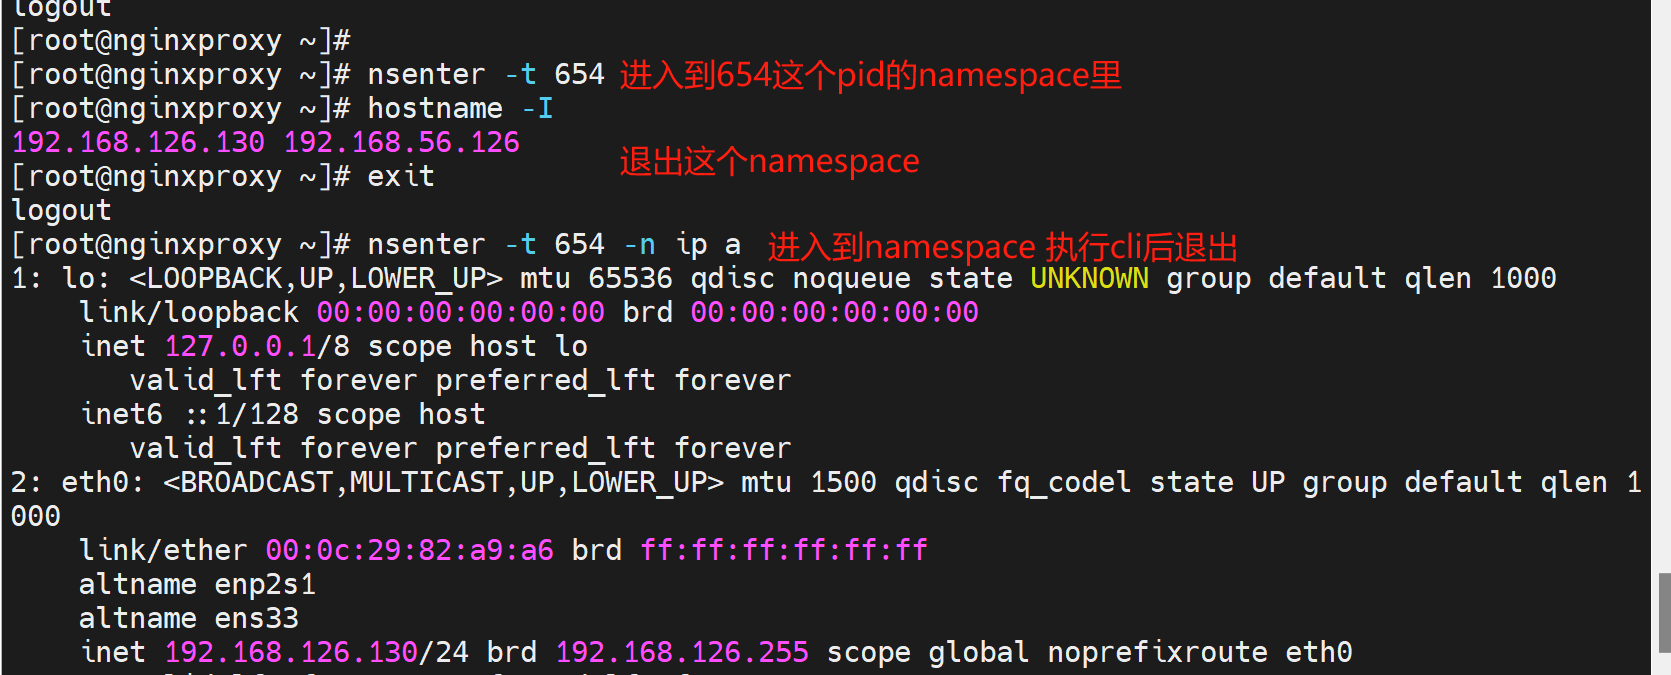 logout
[root@nginxproxy ~]#
[root@nginxproxy ~]# nsenter -t 654 进入到654这个pid的namespace里
[root@nginxproxy ~]# hostname -I
192.168.126.130 192.168.56.126
退出这个namespace
[root@nginxproxy ~]# exit
logout
[root@nginxproxy ~]# nsenter -t 654 -n ip a 进入到namespace 执行cli后退出
1: lo: <LOOPBACK,UP,LOWER_UP> mtu 65536 qdisc noqueue state UNKNOWN group default qlen 1000
link/loopback 00:00:00:00:00:00 brd 00:00:00:00:00:00
inet 127.0.0.1/8 scope host lo
valid_lft forever preferred_lft forever
inet6 ::1/128 scope host
valid_lft forever preferred_lft forever
2: eth0: <BROADCAST,MULTICAST,UP,LOWER_UP> mtu 1500 qdisc fq_codel state UP group default qlen 1
000
link/ether 00:0c:29:82:a9:a6 brd ff:ff:ff:ff:ff:ff
altname enp2s1
altname ens33
inet 192.168.126.130/24 brd 192.168.126.255 scope global noprefixroute eth0